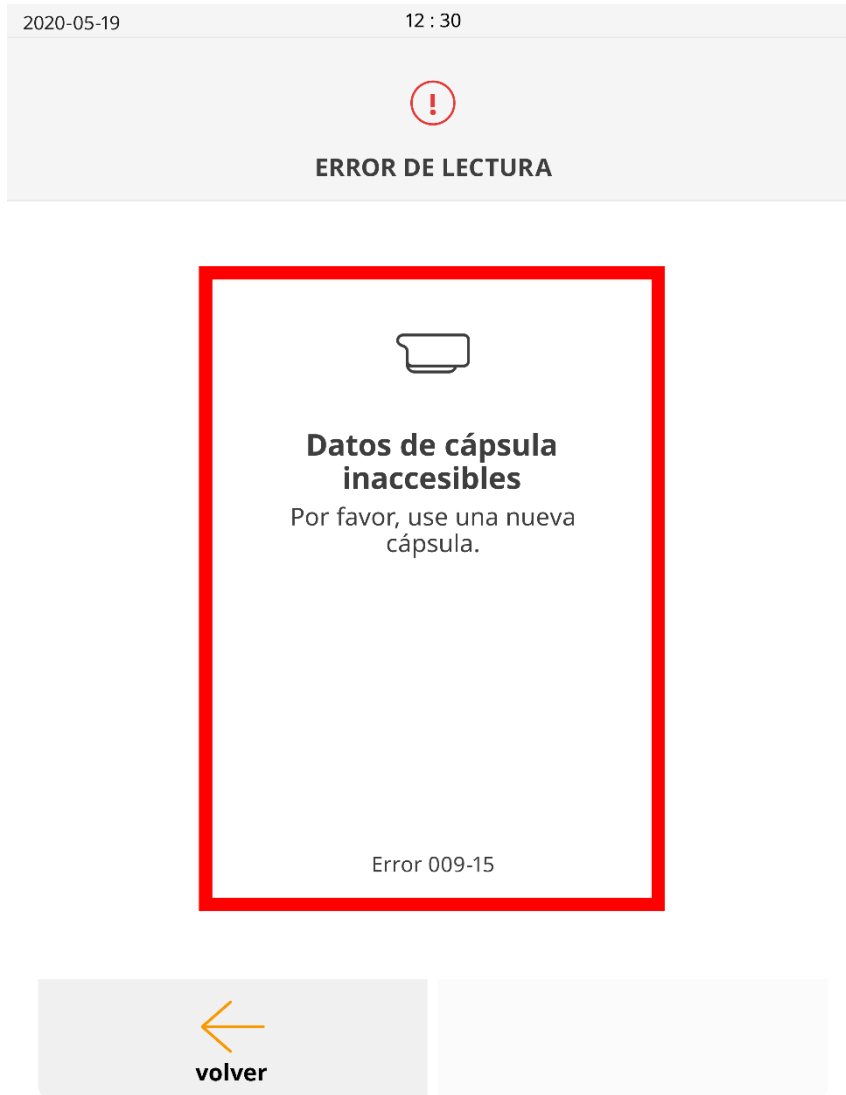 2020-05-19 12 : 30
ERROR DE LECTURA
Datos de cápsula
inaccesibles
Por favor, use una nueva
cápsula.
Error 009-15
volver